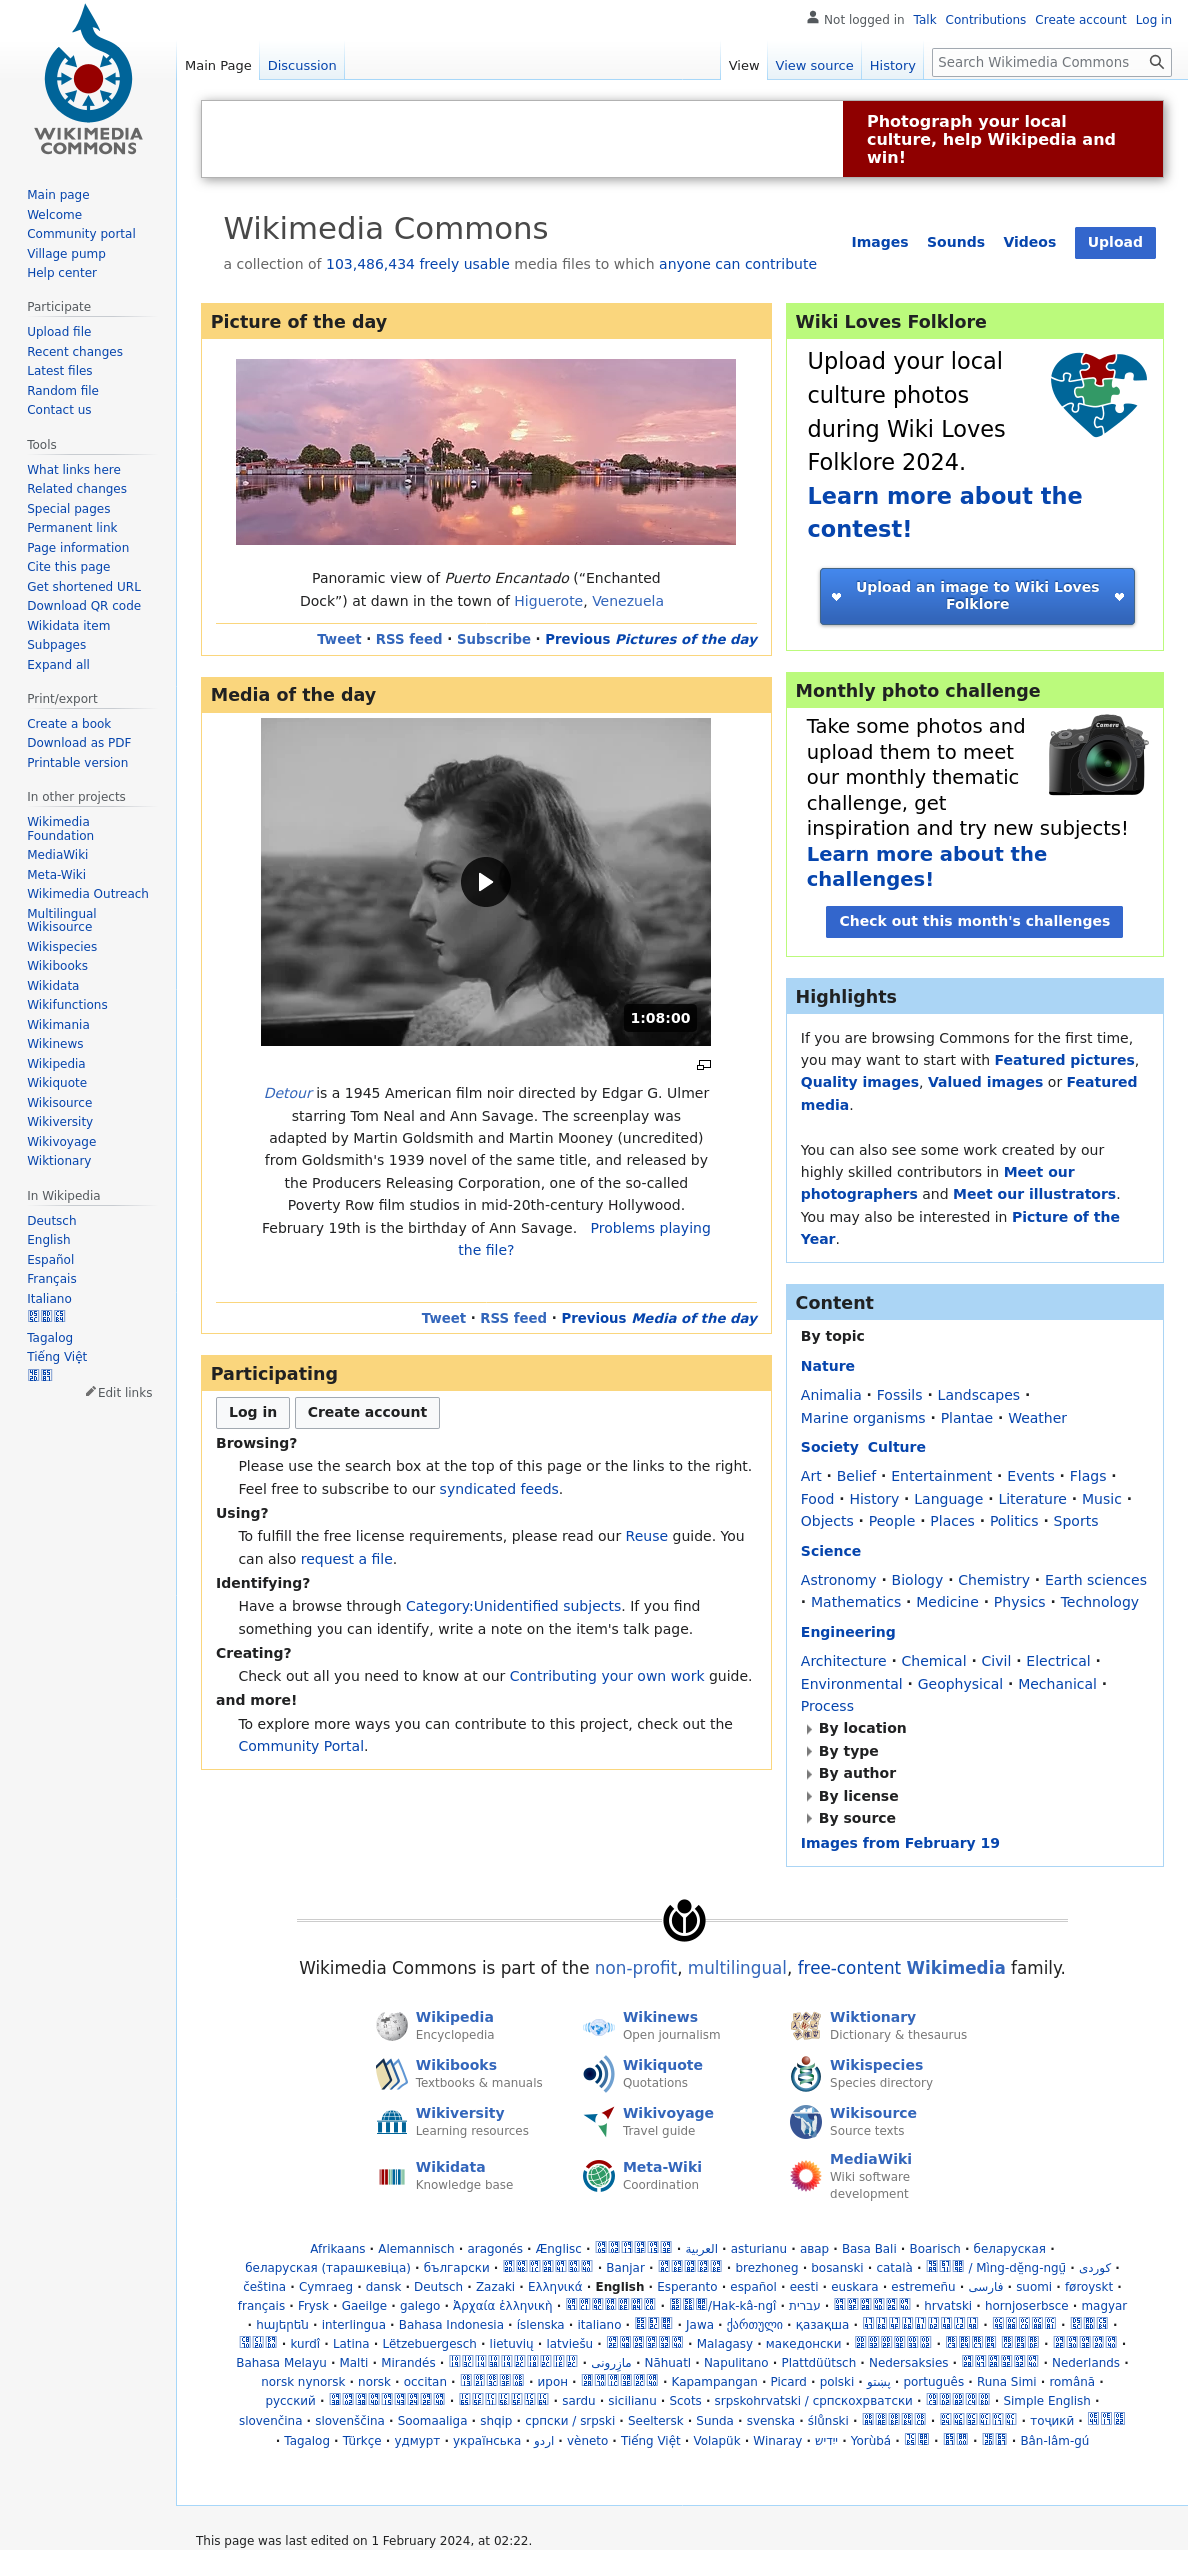 Not logged in Talk Contributions Create account Log in
Main Page Discussion View View source History Search Wikimedia Commons
WIKIMEDIA
COMMONS
Main page
Welcome
Community portal
Village pump
Help center
Participate
Upload file
Recent changes
Latest files
Random file
Contact us
Tools
What links here
Related changes
Special pages
Permanent link
Page information
Cite this page
Get shortened URL
Download QR code
Wikidata item
Subpages
Expand all
Print/export
Create a book
Download as PDF
Printable version
In other projects
Wikimedia
Foundation
MediaWiki
Meta-Wiki
Wikimedia Outreach
Multilingual
Wikisource
Wikispecies
Wikibooks
Wikidata
Wikifunctions
Wikimania
Wikinews
Wikipedia
Wikiquote
Wikisource
Wikiversity
Wikivoyage
Wiktionary
In Wikipedia
Deutsch
English
Español
Français
Italiano
Tagalog
Tiếng Việt
Edit links
Photograph your local
culture, help Wikipedia and
win!
Wikimedia Commons
a collection of 103,486,434 freely usable media files to which anyone can contribute
Images Sounds Videos Upload
Picture of the day
Panoramic view of Puerto Encantado (“Enchanted
Dock”) at dawn in the town of Higuerote, Venezuela
Tweet · RSS feed · Subscribe · Previous Pictures of the day
Media of the day
1:08:00
Detour is a 1945 American film noir directed by Edgar G. Ulmer
starring Tom Neal and Ann Savage. The screenplay was
adapted by Martin Goldsmith and Martin Mooney (uncredited)
from Goldsmith's 1939 novel of the same title, and released by
the Producers Releasing Corporation, one of the so-called
Poverty Row film studios in mid-20th-century Hollywood.
February 19th is the birthday of Ann Savage. Problems playing
the file?
Tweet · RSS feed · Previous Media of the day
Participating
Log in Create account
Browsing?
Please use the search box at the top of this page or the links to the right.
Feel free to subscribe to our syndicated feeds.
Using?
To fulfill the free license requirements, please read our Reuse guide. You
can also request a file.
Identifying?
Have a browse through Category:Unidentified subjects. If you find
something you can identify, write a note on the item's talk page.
Creating?
Check out all you need to know at our Contributing your own work guide.
and more!
To explore more ways you can contribute to this project, check out the
Community Portal.
Wiki Loves Folklore
Upload your local
culture photos
during Wiki Loves
Folklore 2024.
Learn more about the
contest!
Upload an image to Wiki Loves
Folklore
Monthly photo challenge
Camera
Take some photos and
upload them to meet
our monthly thematic
challenge, get
inspiration and try new subjects!
Learn more about the
challenges!
Check out this month's challenges
Highlights
If you are browsing Commons for the first time,
you may want to start with Featured pictures,
Quality images, Valued images or Featured
media.
You can also see some work created by our
highly skilled contributors in Meet our
photographers and Meet our illustrators.
You may also be interested in Picture of the
Year.
Content
By topic
Nature
Animalia · Fossils · Landscapes ·
Marine organisms · Plantae · Weather
Society Culture
Art · Belief · Entertainment · Events · Flags ·
Food · History · Language · Literature · Music ·
Objects · People · Places · Politics · Sports
Science
Astronomy · Biology · Chemistry · Earth sciences
· Mathematics · Medicine · Physics · Technology
Engineering
Architecture · Chemical · Civil · Electrical ·
Environmental · Geophysical · Mechanical ·
Process
By location
By type
By author
By license
By source
Images from February 19
Wikimedia Commons is part of the non-profit, multilingual, free-content Wikimedia family.
Wikipedia Wikinews Wiktionary
Encyclopedia Open journalism Dictionary & thesaurus
Wikibooks Wikiquote Wikispecies
Textbooks & manuals Quotations Species directory
Wikiversity Wikivoyage Wikisource
Learning resources Travel guide Source texts
Wikidata Meta-Wiki MediaWiki
Knowledge base Coordination Wiki software
development
Afrikaans · Alemannisch · aragonés · Ænglisc · · العربية · asturianu · авар · Basa Bali · Boarisch · беларуская ·
беларуская (тарашкевіца) · български · · Banjar · · brezhoneg · bosanski · català · / Mìng-dĕ̤ng-ngṳ̄ · کوردی ·
čeština · Cymraeg · dansk · Deutsch · Zazaki · Ελληνικά · English · Esperanto · español · eesti · euskara · estremeñu · فارسی · suomi · føroyskt ·
français · Frysk · Gaeilge · galego · Ἀρχαία ἑλληνικὴ · · /Hak-kâ-ngî · עברית · · hrvatski · hornjoserbsce · magyar
· հայերեն · interlingua · Bahasa Indonesia · íslenska · italiano · · Jawa · ქართული · қазақша · · ·
· kurdî · Latina · Lëtzebuergesch · lietuvių · latviešu · · Malagasy · македонски · · · ·
Bahasa Melayu · Malti · Mirandés · · مازِرونی · Nāhuatl · Napulitano · Plattdüütsch · Nedersaksies · · Nederlands ·
norsk nynorsk · norsk · occitan · · ирон · · Kapampangan · Picard · polski · پښتو · português · Runa Simi · română ·
русский · · · sardu · sicilianu · Scots · srpskohrvatski / српскохрватски · · Simple English ·
slovenčina · slovenščina · Soomaaliga · shqip · српски / srpski · Seeltersk · Sunda · svenska · ślůnski · · · тоҷикӣ ·
· Tagalog · Türkçe · удмурт · українська · اردو · vèneto · Tiếng Việt · Volapük · Winaray · ייִדיש · Yorùbá · · · · Bân-lâm-gú
This page was last edited on 1 February 2024, at 02:22.